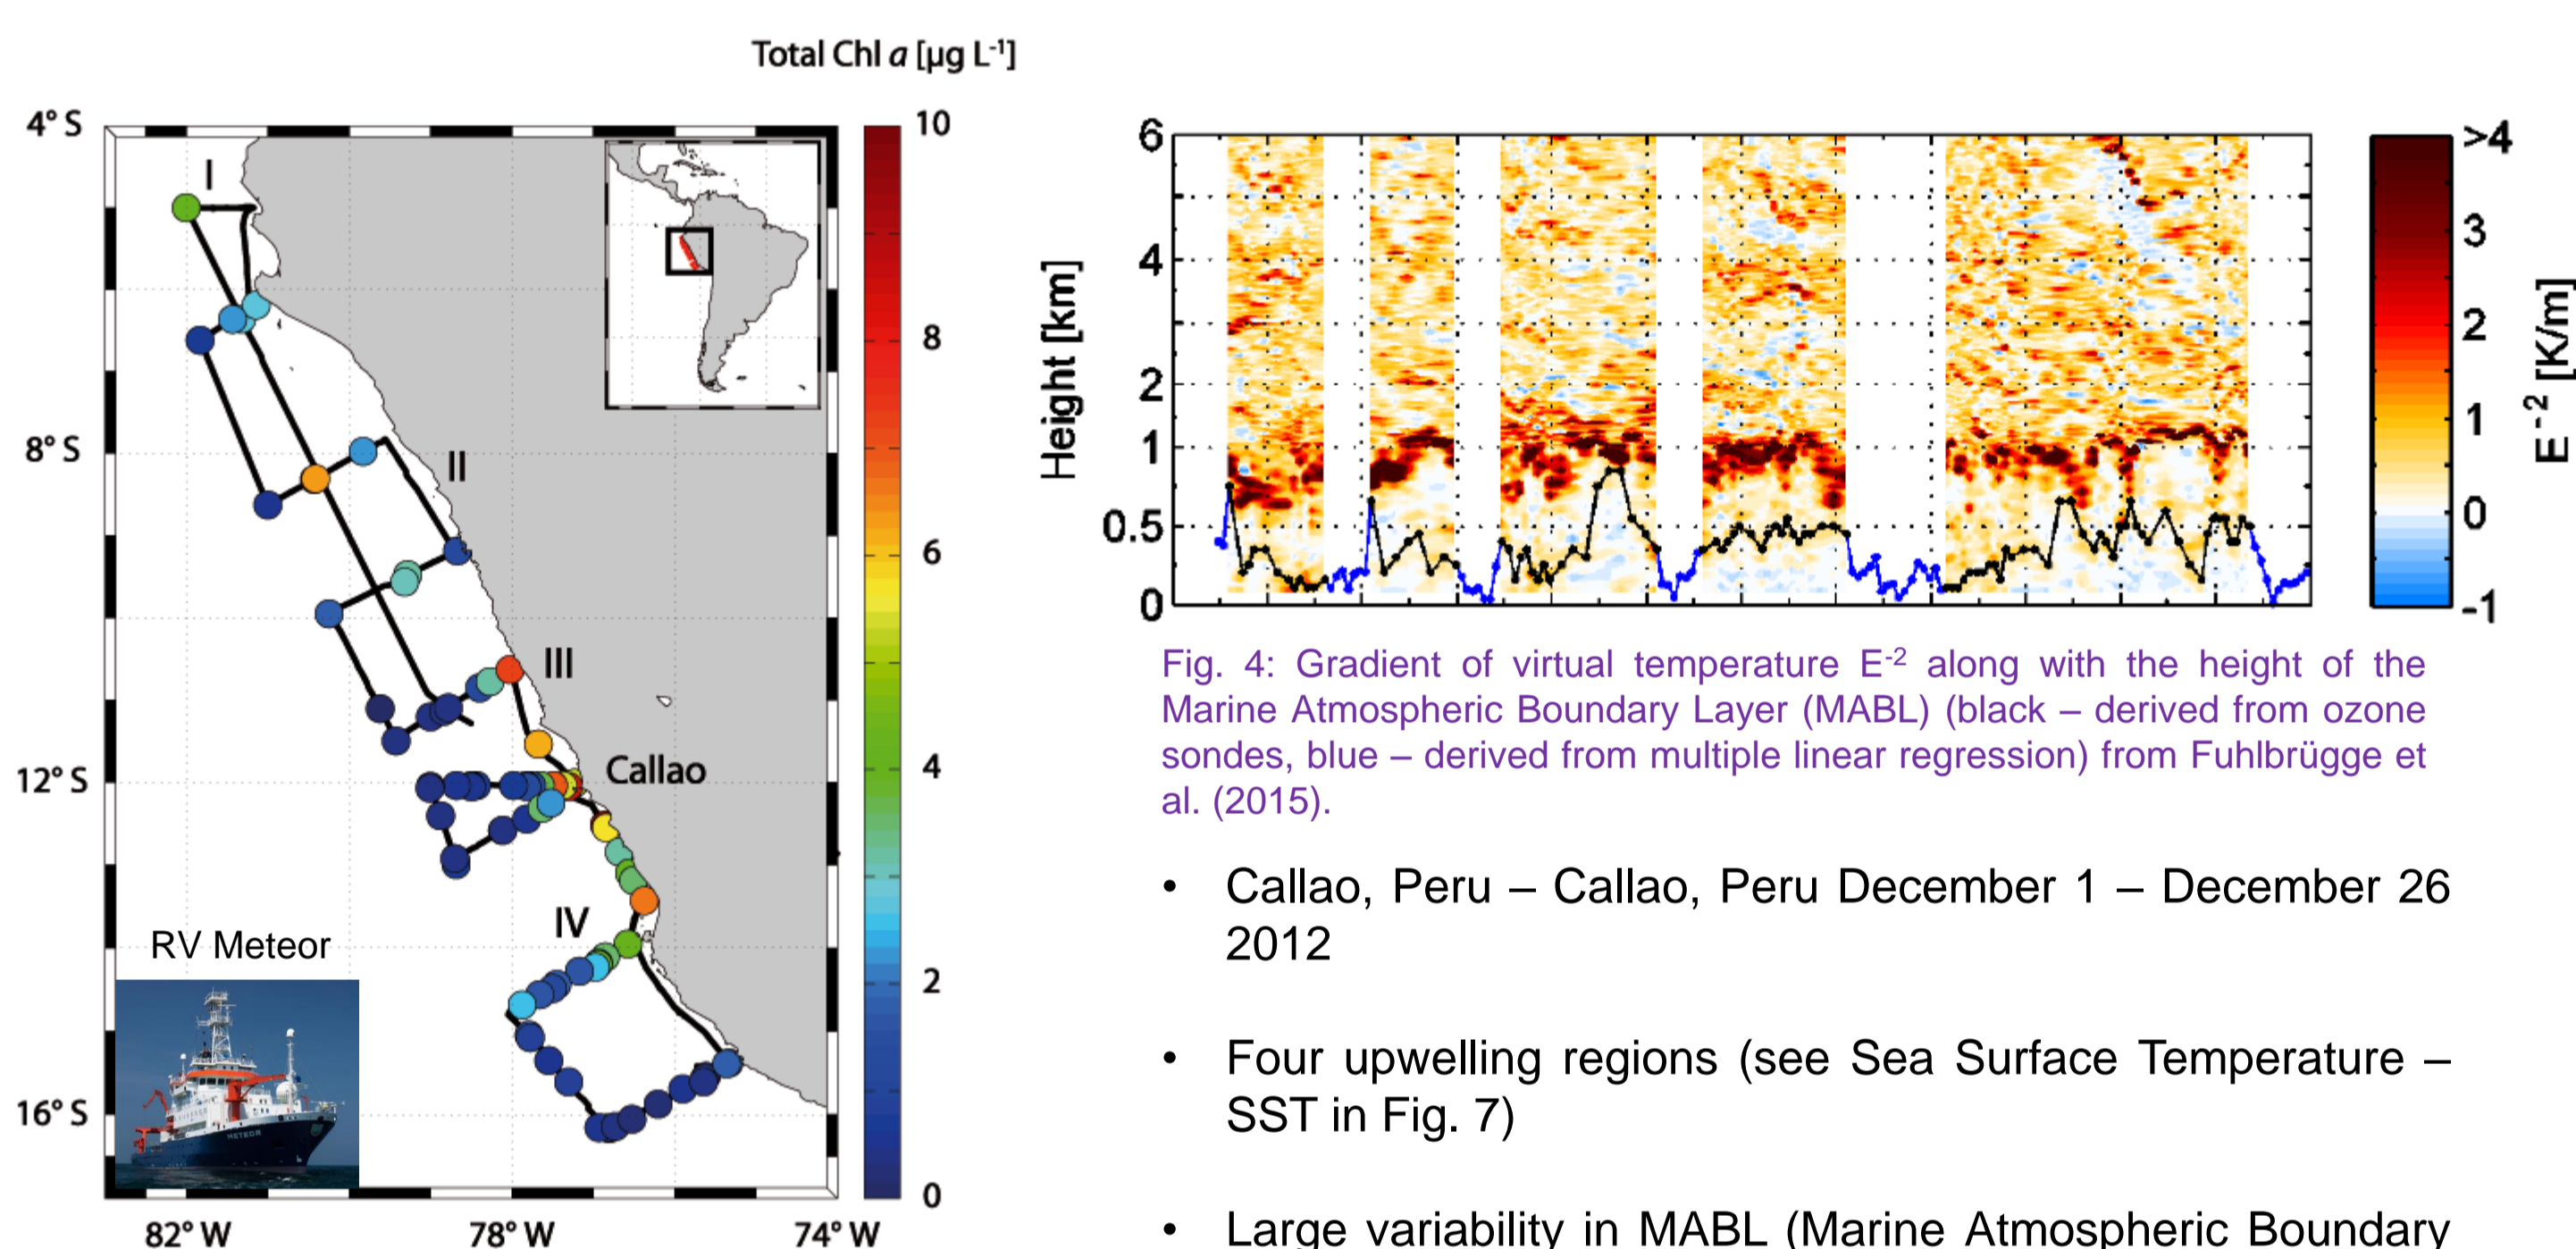 Total Chl a [µg L⁻¹]
4° S
8° S
12° S
16° S
82° W
78° W
74° W
I
II
III
Callao
IV
RV Meteor
METEOR
10
8
6
4
2
0
Height [km]
6
4
2
1
0.5
0
>4
3
2
1
0
-1
E⁻² [K/m]
Fig. 4: Gradient of virtual temperature E⁻² along with the height of the
Marine Atmospheric Boundary Layer (MABL) (black – derived from ozone
sondes, blue – derived from multiple linear regression) from Fuhlbrügge et
al. (2015).
• Callao, Peru – Callao, Peru December 1 – December 26
2012
• Four upwelling regions (see Sea Surface Temperature –
SST in Fig. 7)
• Large variability in MABL (Marine Atmospheric Boundary